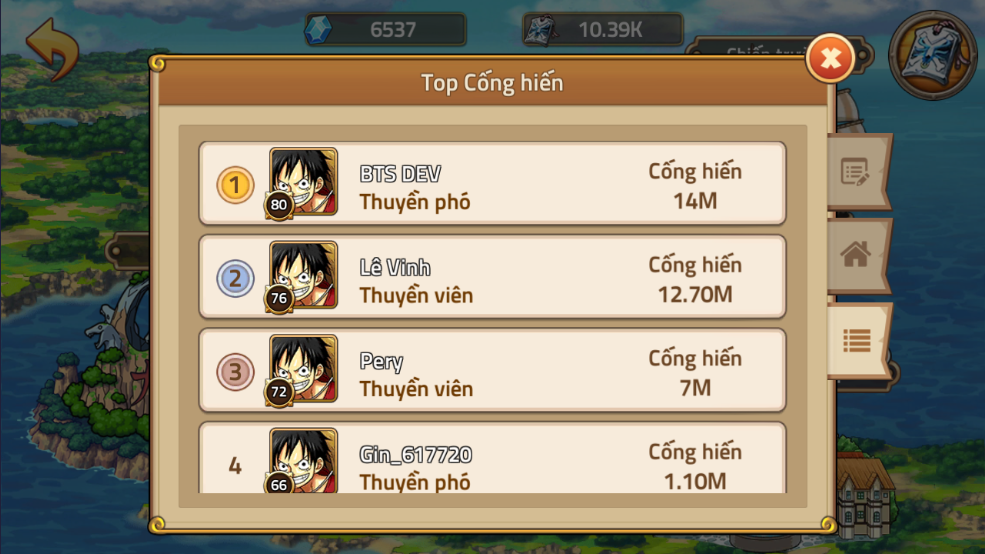 6537
10.39K
Top Cống hiến
1
80
BTS DEV
Thuyền phó
Cống hiến
14M
2
76
Lê Vinh
Thuyền viên
Cống hiến
12.70M
3
72
Pery
Thuyền viên
Cống hiến
7M
4
66
Gin_617720
Thuyền phó
Cống hiến
1.10M